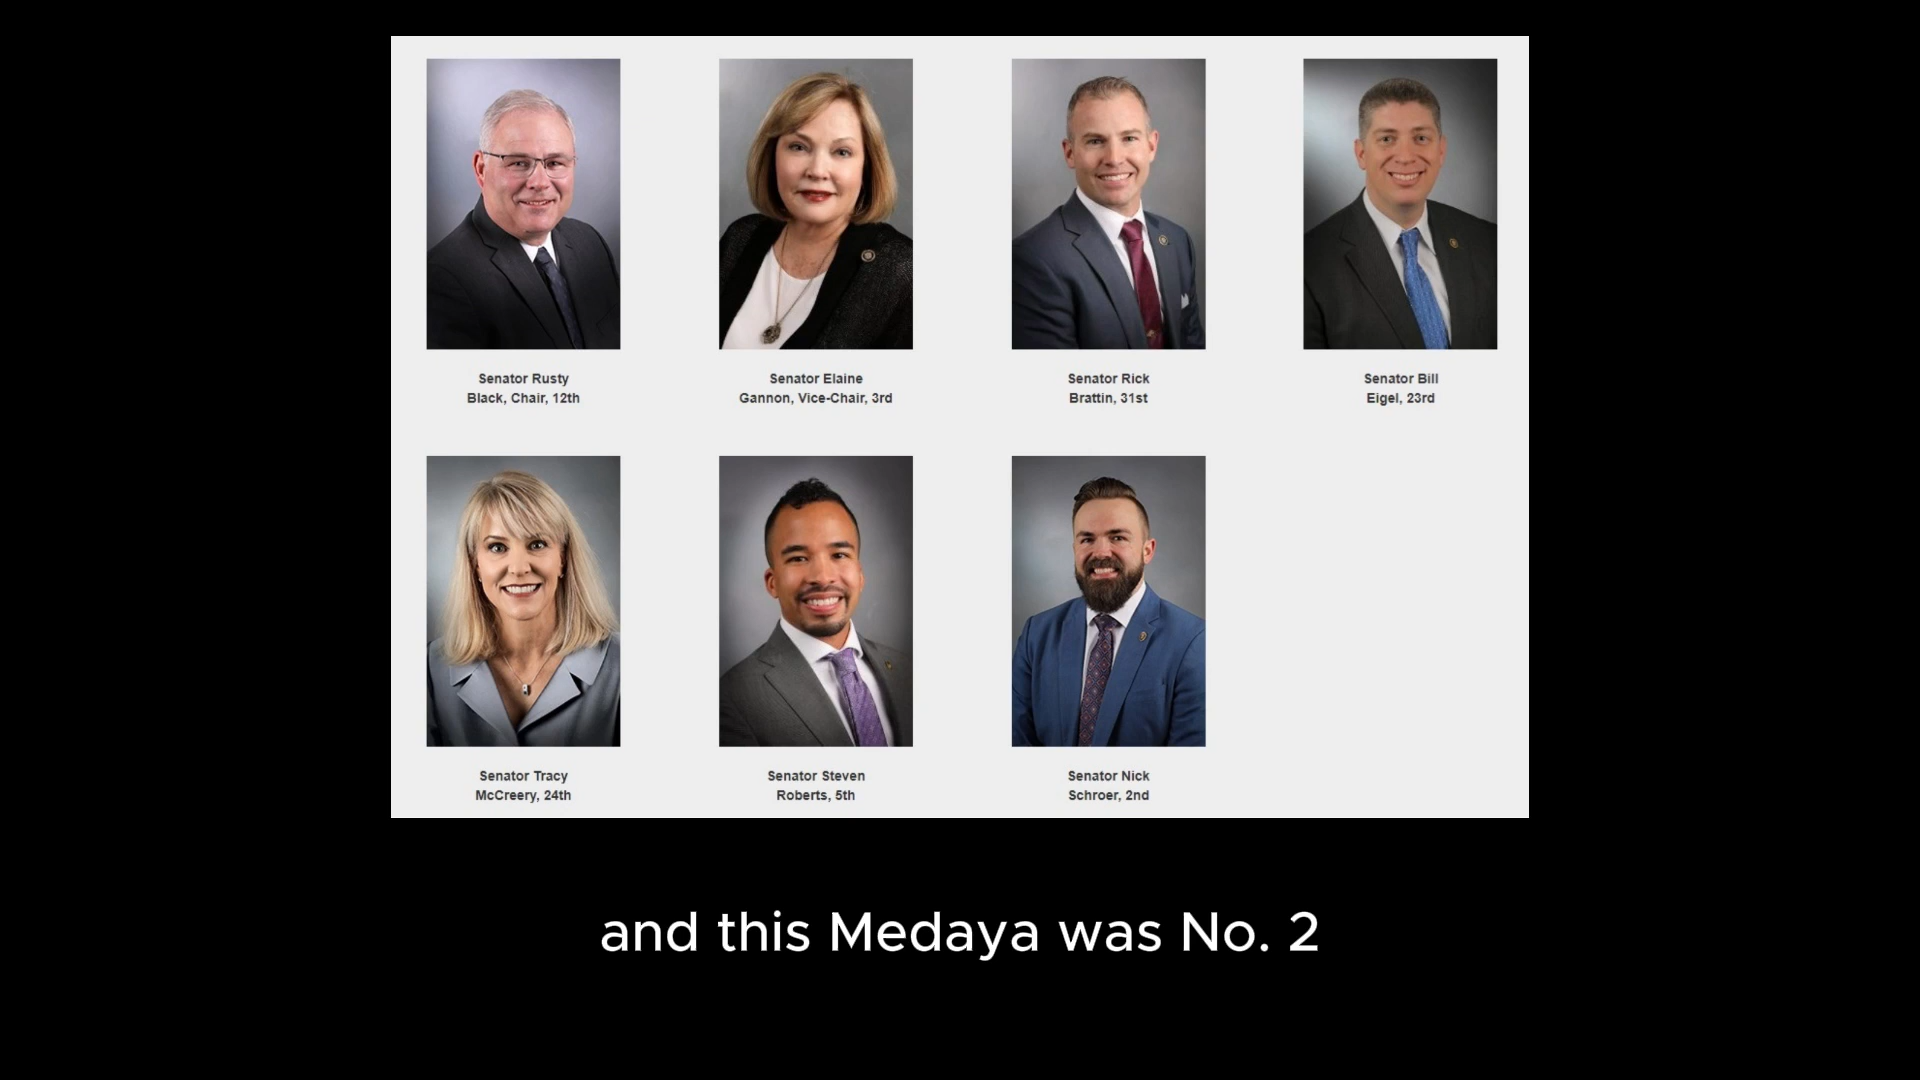 Senator Rusty
Black, Chair, 12th
Senator Elaine
Gannon, Vice-Chair, 3rd
Senator Rick
Brattin, 31st
Senator Bill
Eigel, 23rd
Senator Tracy
McCreery, 24th
Senator Steven
Roberts, 5th
Senator Nick
Schroer, 2nd
and this Medaya was No. 2